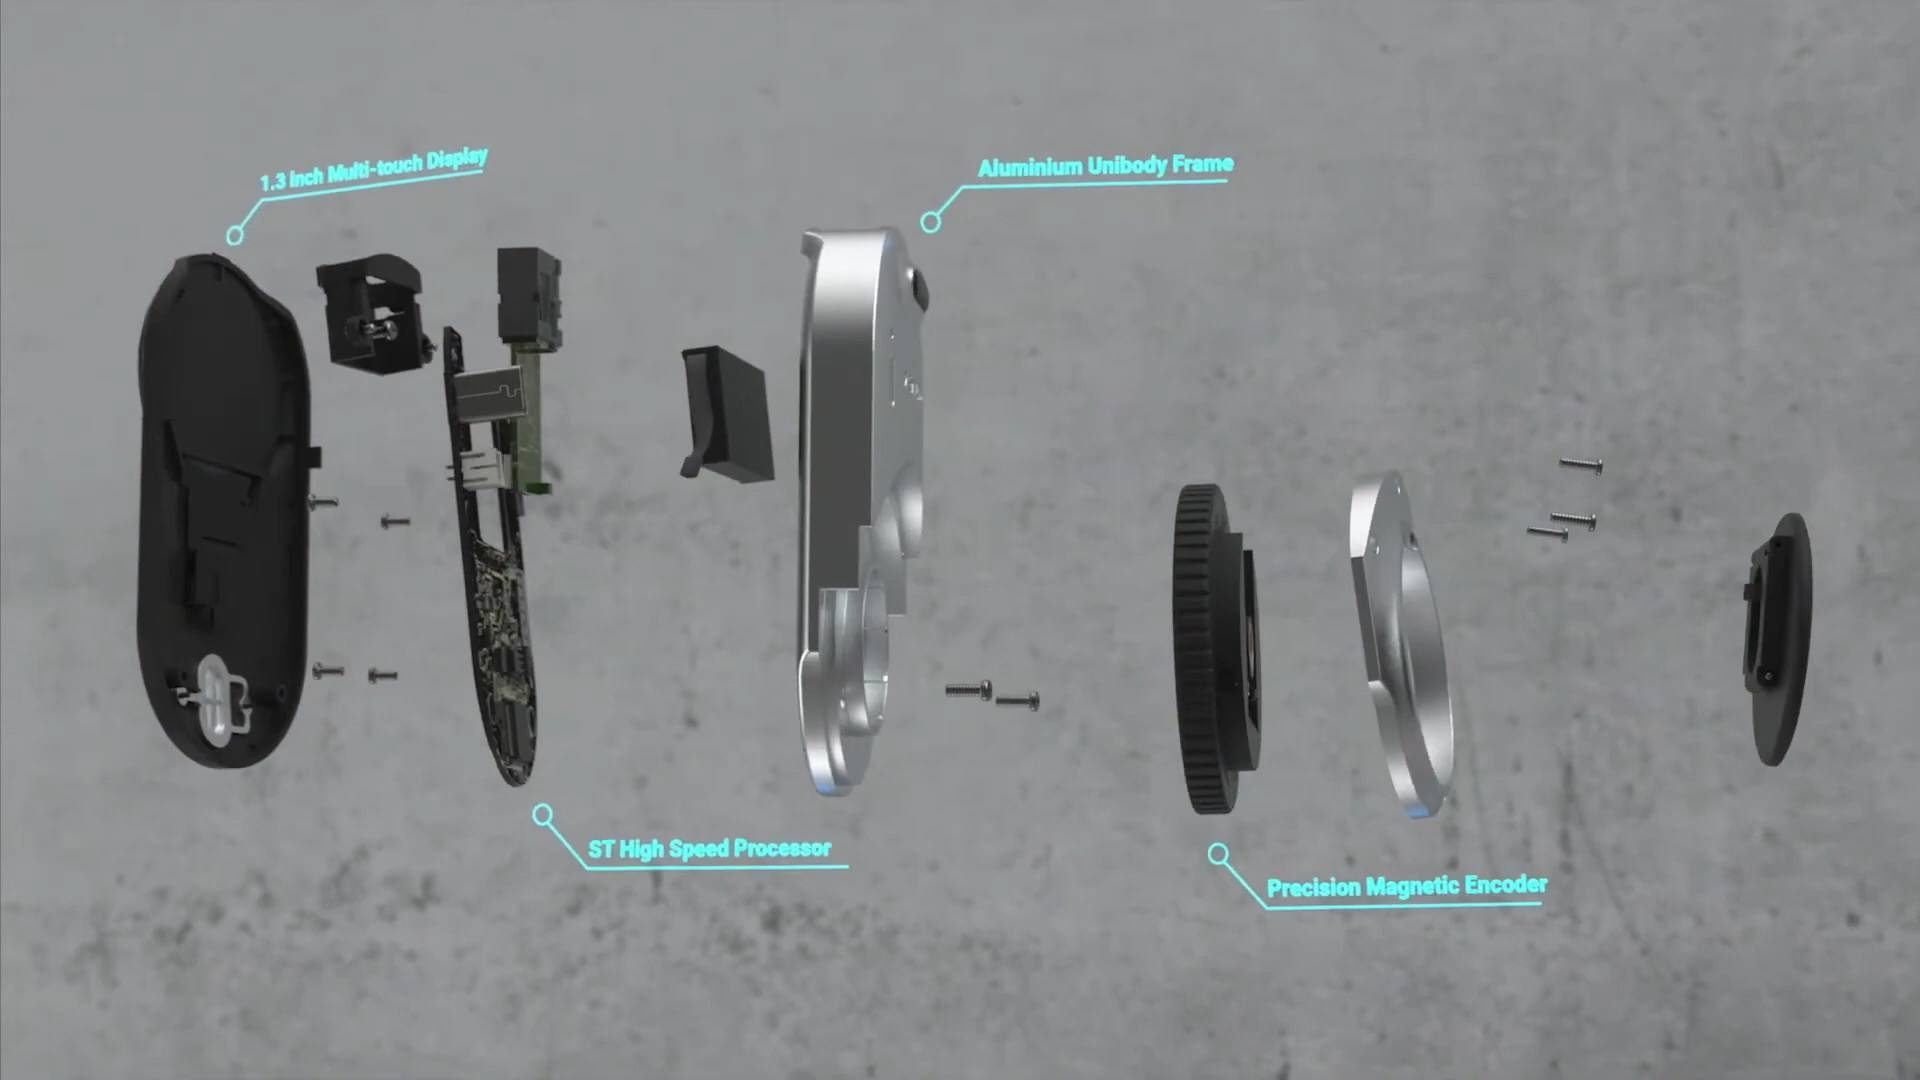 1.3 inch Multi-touch Display
Aluminium Unibody Frame
ST High Speed Processor
Precision Magnetic Encoder